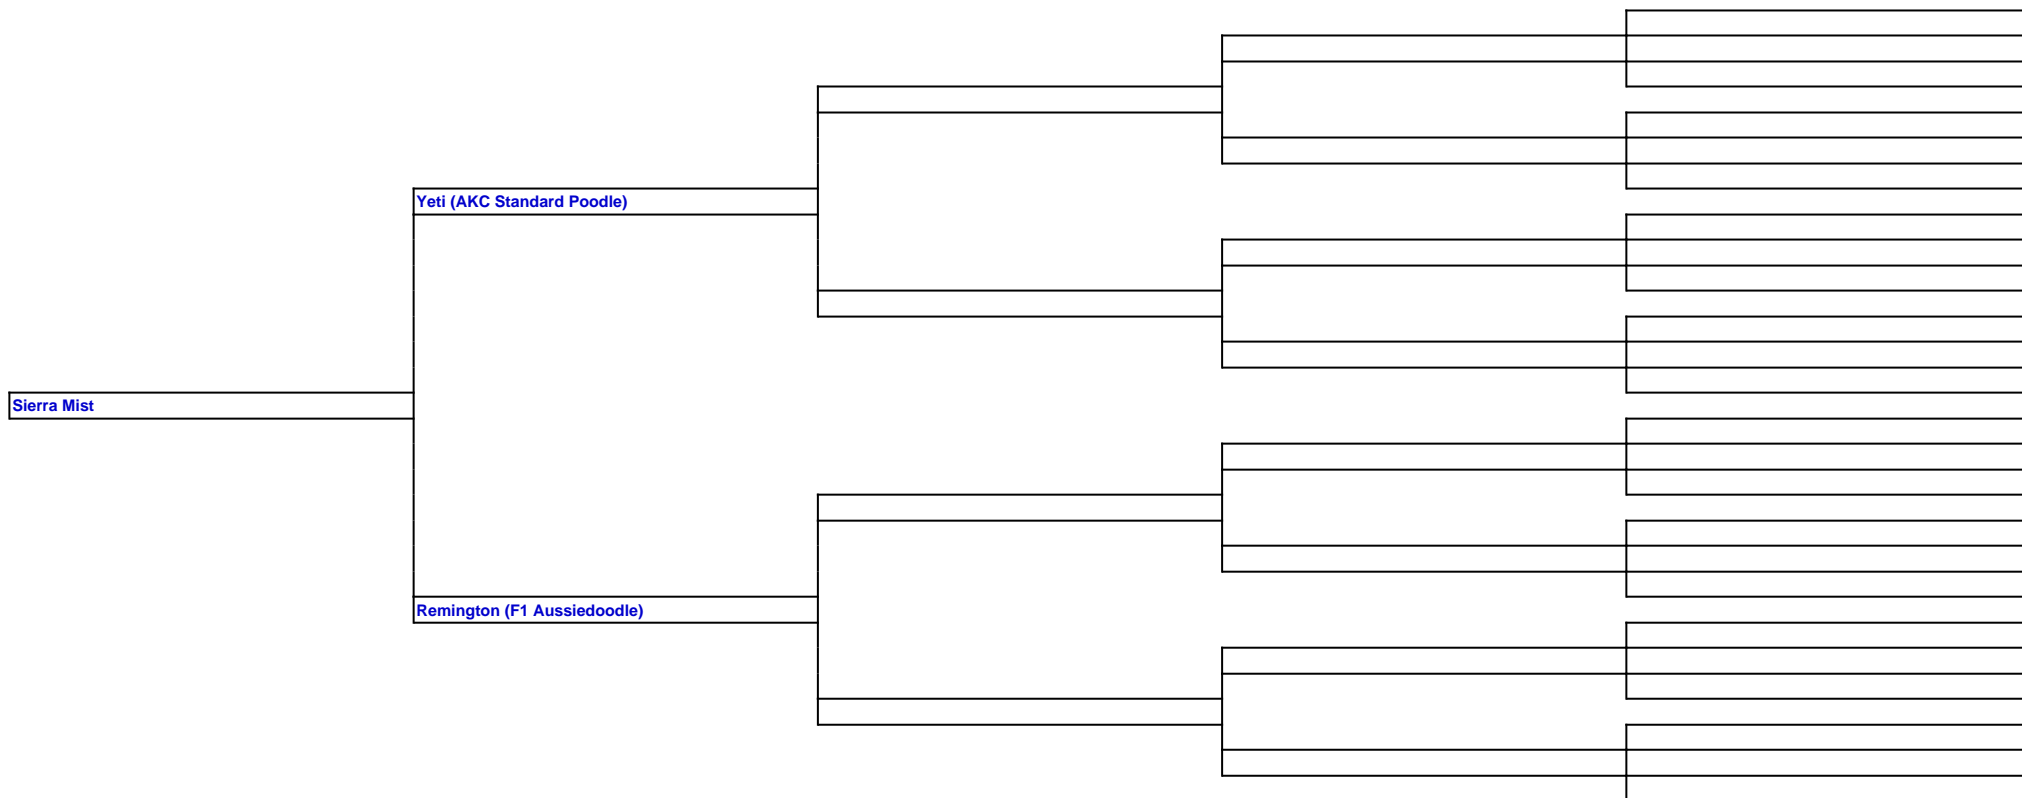 Yeti (AKC Standard Poodle)
Sierra Mist
Remington (F1 Aussiedoodle)